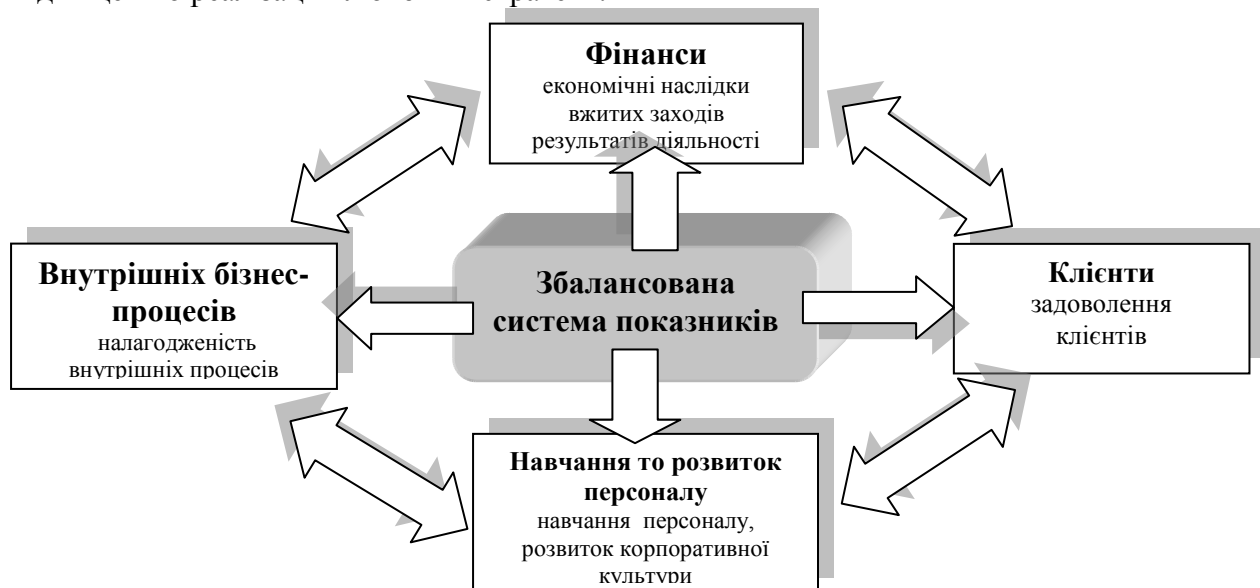 Фінанси
економічні наслідки
вжитих заходів
результатів діяльності
Внутрішніх бізнес-
процесів
налагодженість
внутрішніх процесів
Збалансована
система показників
Клієнти
задоволення
клієнтів
Навчання то розвиток
персоналу
навчання персоналу,
розвиток корпоративної
культури